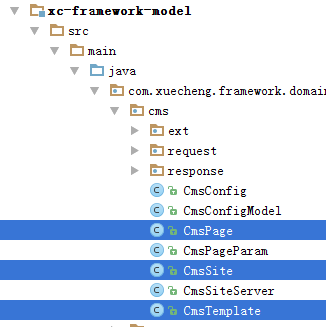 xc-framework-model
src
main
java
com.xuecheng.framework.domain
cms
ext
request
response
CmsConfig
CmsConfigModel
CmsPage
CmsPageParam
CmsSite
CmsSiteServer
CmsTemplate